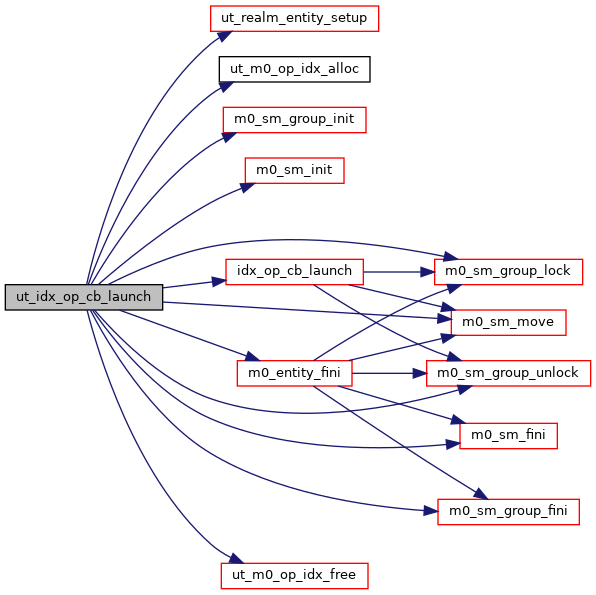 ut_realm_entity_setup
ut_m0_op_idx_alloc
m0_sm_group_init
m0_sm_init
idx_op_cb_launch
m0_sm_group_lock
ut_idx_op_cb_launch
m0_sm_move
m0_entity_fini
m0_sm_group_unlock
m0_sm_fini
m0_sm_group_fini
ut_m0_op_idx_free